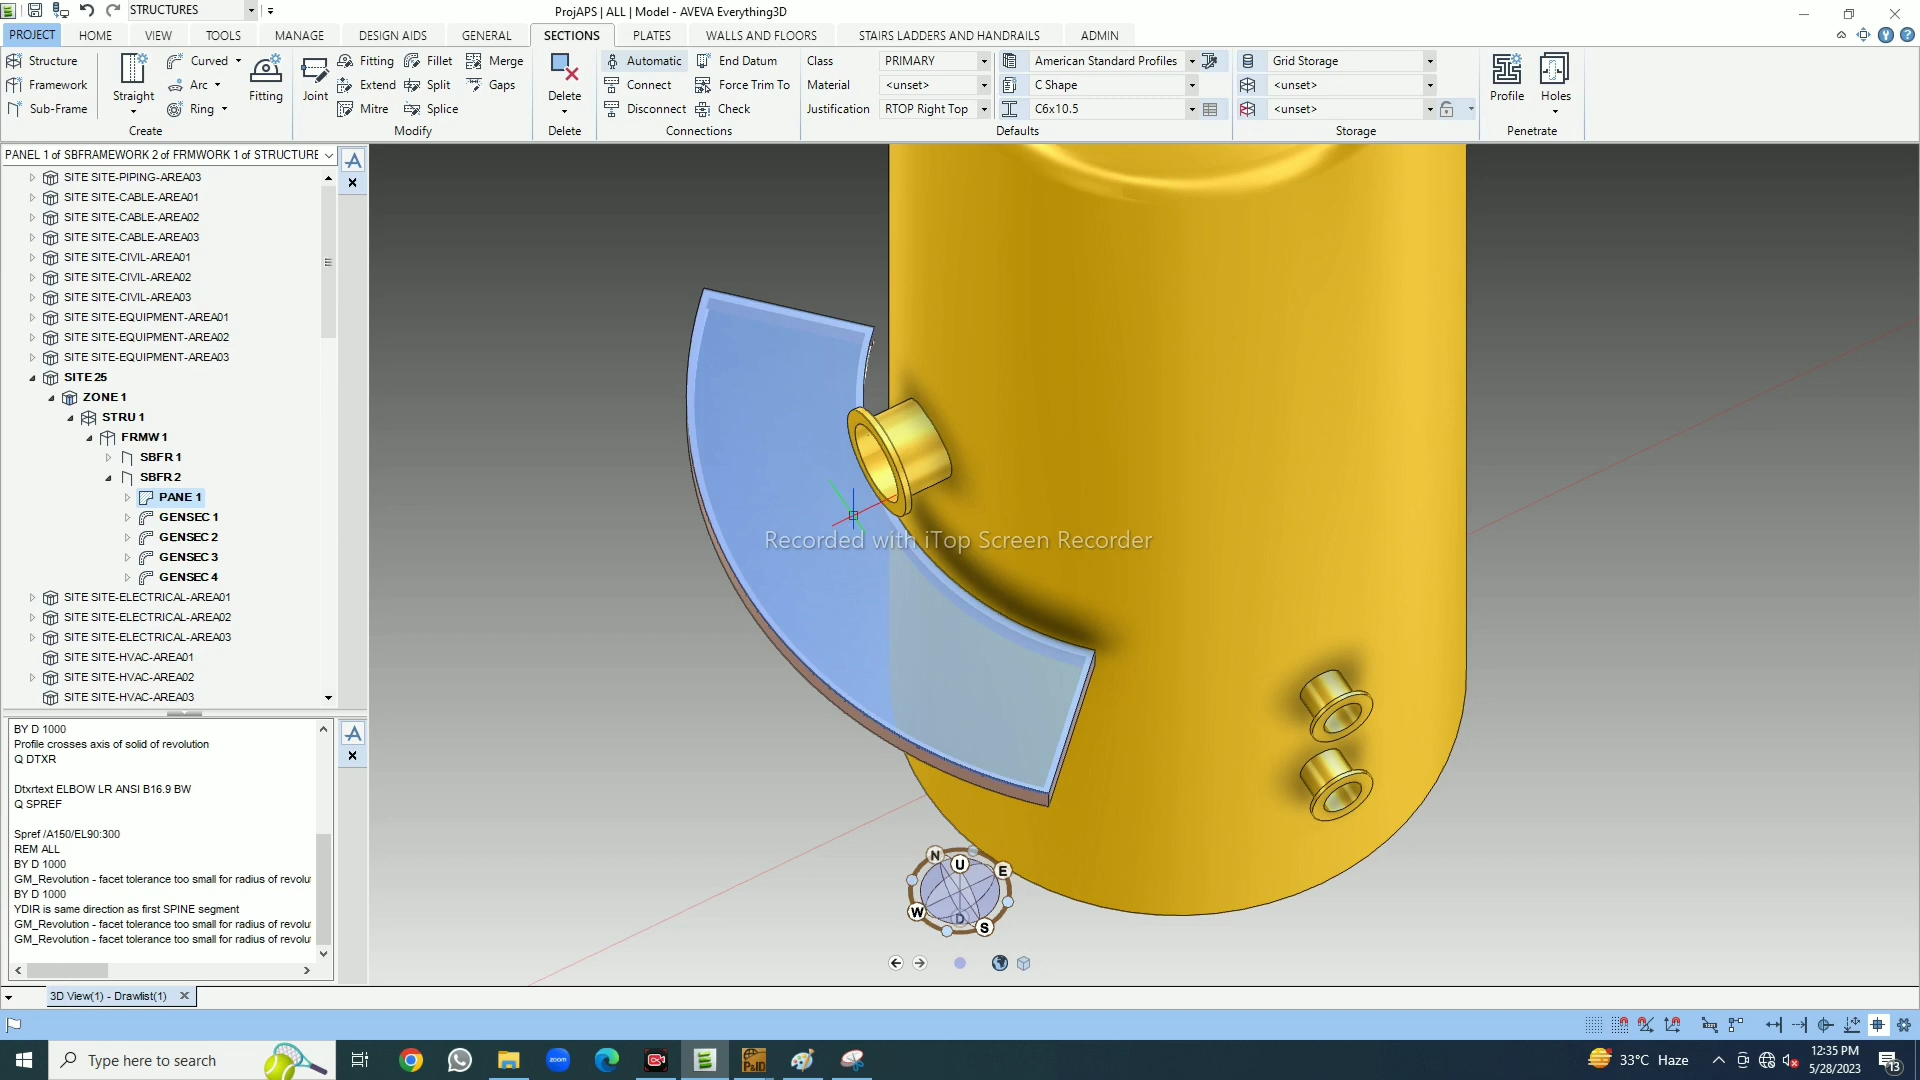 STRUCTURES
ProjAPS | ALL | Model - AVEVA Everything3D
PROJECT HOME VIEW TOOLS MANAGE DESIGN AIDS GENERAL SECTIONS PLATES WALLS AND FLOORS STAIRS LADDERS AND HANDRAILS ADMIN
Structure Curved Fitting Fillet Merge Automatic End Datum Class PRIMARY American Standard Profiles Grid Storage
Framework Straight Arc Fitting Joint Extend Split Gaps Delete Connect Force Trim To Material <unset> C Shape <unset> Profile Holes
Sub-Frame Ring Mitre Splice Disconnect Check Justification RTOP Right Top C6x10.5 <unset>
Create Modify Delete Connections Defaults Storage Penetrate
PANEL 1 of SBFRAMEWORK 2 of FRMWORK 1 of STRUCTURE
SITE SITE-PIPING-AREA03
SITE SITE-CABLE-AREA01
SITE SITE-CABLE-AREA02
SITE SITE-CABLE-AREA03
SITE SITE-CIVIL-AREA01
SITE SITE-CIVIL-AREA02
SITE SITE-CIVIL-AREA03
SITE SITE-EQUIPMENT-AREA01
SITE SITE-EQUIPMENT-AREA02
SITE SITE-EQUIPMENT-AREA03
SITE 25
ZONE 1
STRU 1
FRMW 1
SBFR 1
SBFR 2
PANE 1
GENSEC 1
GENSEC 2
GENSEC 3
GENSEC 4
SITE SITE-ELECTRICAL-AREA01
SITE SITE-ELECTRICAL-AREA02
SITE SITE-ELECTRICAL-AREA03
SITE SITE-HVAC-AREA01
SITE SITE-HVAC-AREA02
SITE SITE-HVAC-AREA03
Recorded with iTop Screen Recorder
BY D 1000
Profile crosses axis of solid of revolution
Q DTXR
Dtxrtext ELBOW LR ANSI B16.9 BW
Q SPREF
Spref /A150/EL90:300
REM ALL
BY D 1000
GM_Revolution - facet tolerance too small for radius of revolu
BY D 1000
YDIR is same direction as first SPINE segment
GM_Revolution - facet tolerance too small for radius of revolu
GM_Revolution - facet tolerance too small for radius of revolu
N U E
W D S
3D View(1) - Drawlist(1)
Type here to search
zoom
P&ID
33°C Haze
12:35 PM
5/28/2023
13